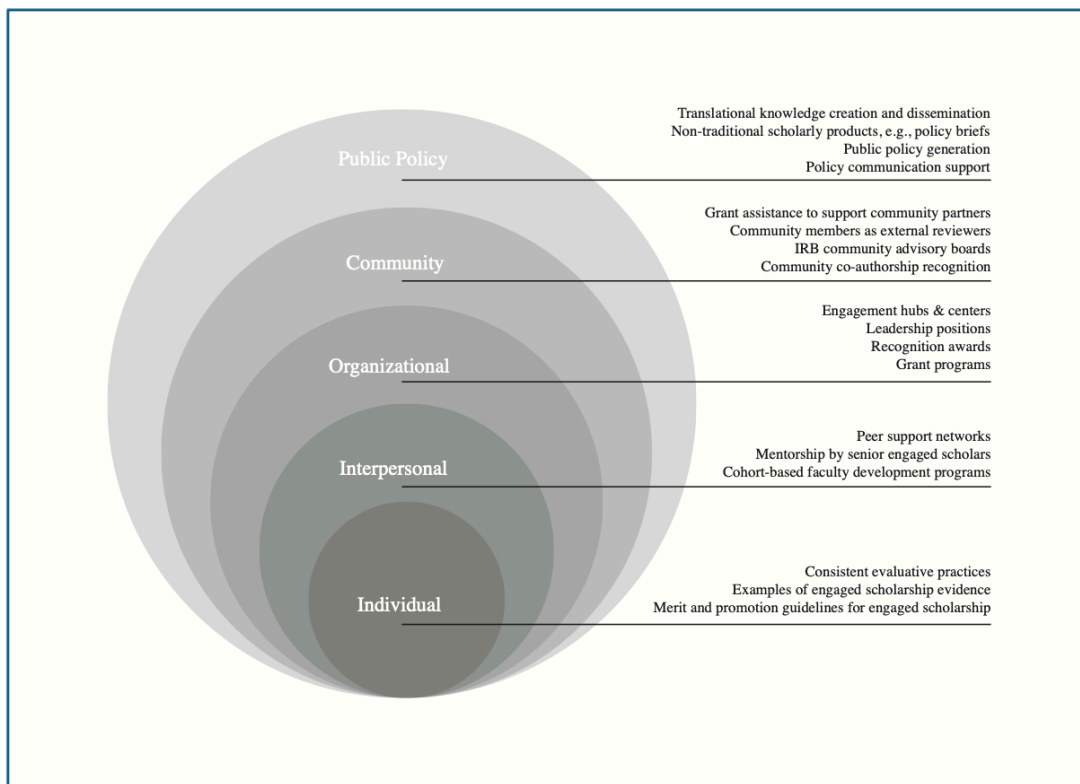 Public Policy
Translational knowledge creation and dissemination
Non-traditional scholarly products, e.g., policy briefs
Public policy generation
Policy communication support
Community
Grant assistance to support community partners
Community members as external reviewers
IRB community advisory boards
Community co-authorship recognition
Organizational
Engagement hubs & centers
Leadership positions
Recognition awards
Grant programs
Interpersonal
Peer support networks
Mentorship by senior engaged scholars
Cohort-based faculty development programs
Individual
Consistent evaluative practices
Examples of engaged scholarship evidence
Merit and promotion guidelines for engaged scholarship